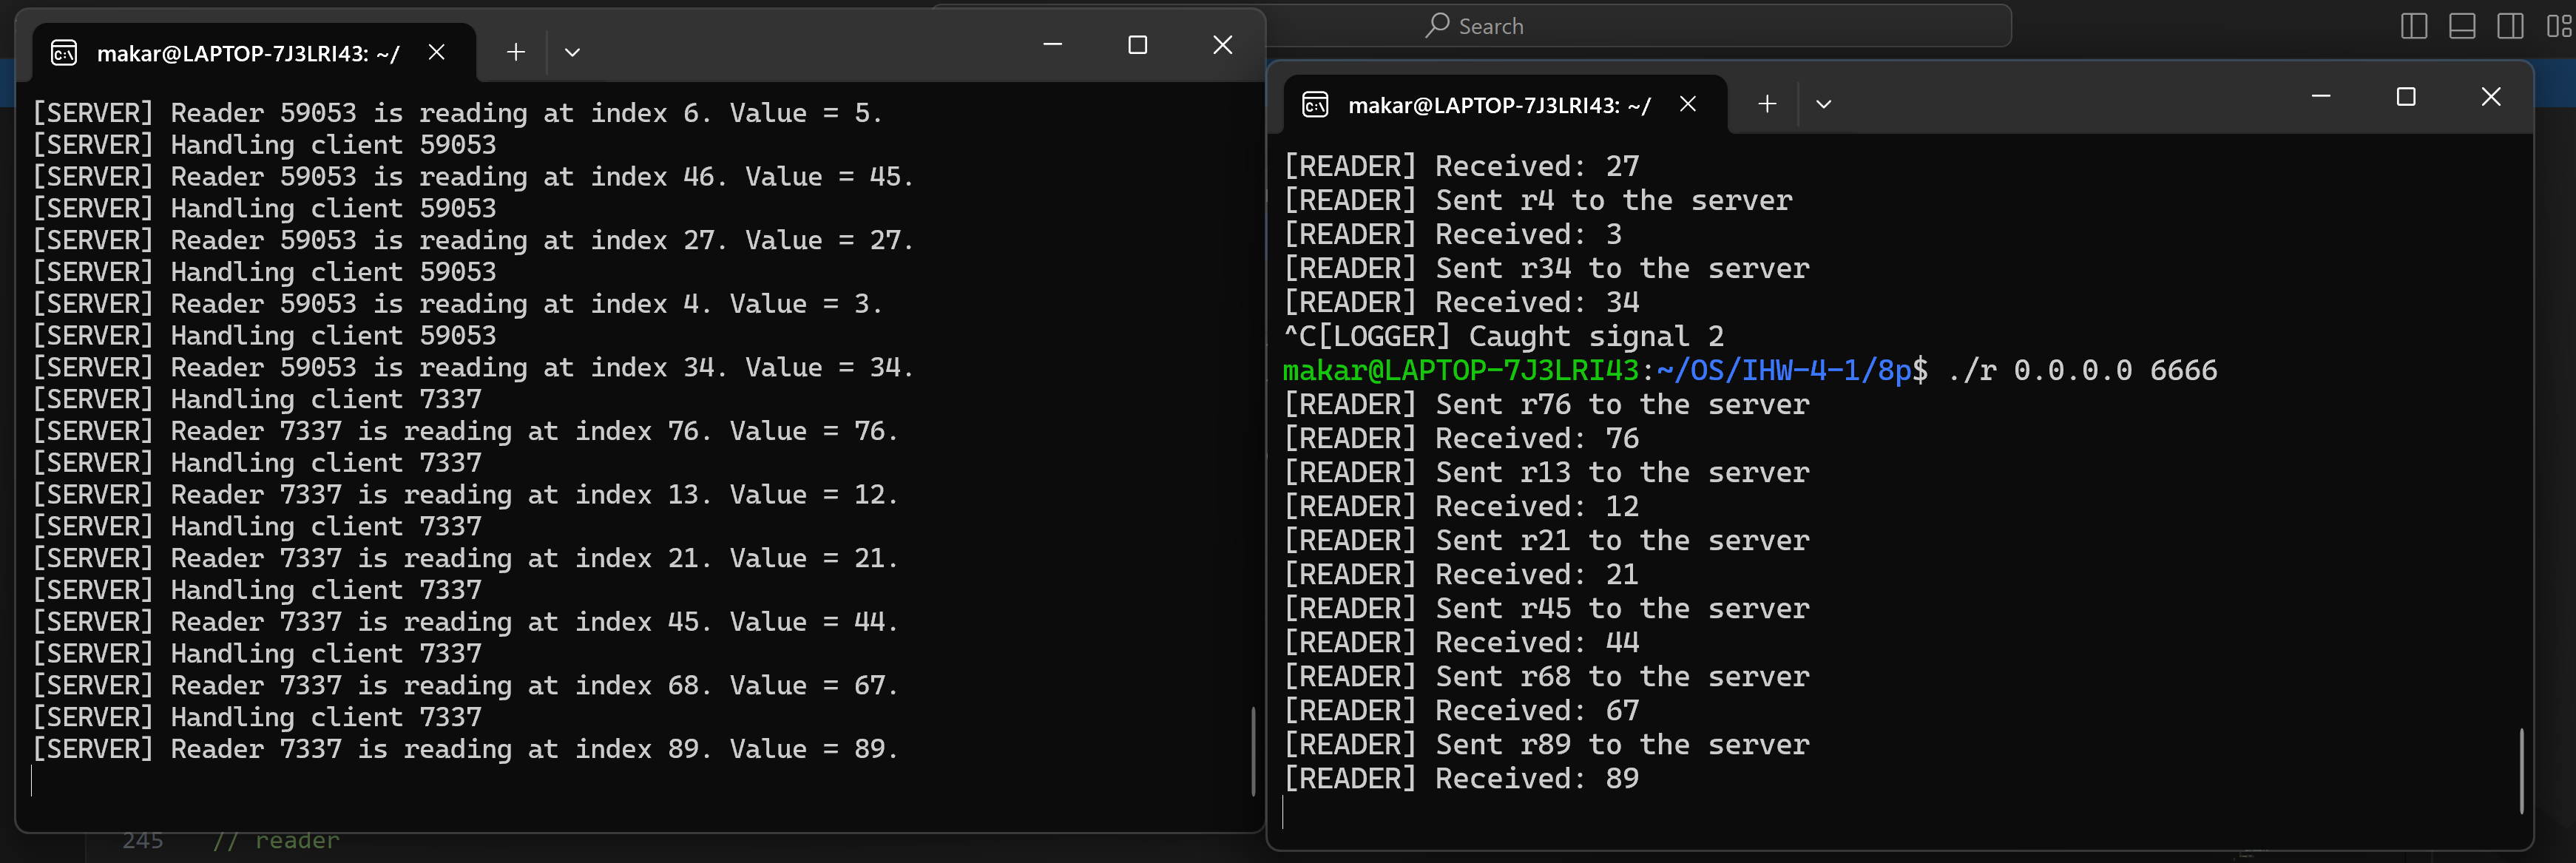 Search
makar@LAPTOP-7J3LRI43: ~/
[SERVER] Reader 59053 is reading at index 6. Value = 5.
[SERVER] Handling client 59053
[SERVER] Reader 59053 is reading at index 46. Value = 45.
[SERVER] Handling client 59053
[SERVER] Reader 59053 is reading at index 27. Value = 27.
[SERVER] Handling client 59053
[SERVER] Reader 59053 is reading at index 4. Value = 3.
[SERVER] Handling client 59053
[SERVER] Reader 59053 is reading at index 34. Value = 34.
[SERVER] Handling client 7337
[SERVER] Reader 7337 is reading at index 76. Value = 76.
[SERVER] Handling client 7337
[SERVER] Reader 7337 is reading at index 13. Value = 12.
[SERVER] Handling client 7337
[SERVER] Reader 7337 is reading at index 21. Value = 21.
[SERVER] Handling client 7337
[SERVER] Reader 7337 is reading at index 45. Value = 44.
[SERVER] Handling client 7337
[SERVER] Reader 7337 is reading at index 68. Value = 67.
[SERVER] Handling client 7337
[SERVER] Reader 7337 is reading at index 89. Value = 89.
245 // reader
makar@LAPTOP-7J3LRI43: ~/
[READER] Received: 27
[READER] Sent r4 to the server
[READER] Received: 3
[READER] Sent r34 to the server
[READER] Received: 34
^C[LOGGER] Caught signal 2
makar@LAPTOP-7J3LRI43:~/OS/IHW-4-1/8p$ ./r 0.0.0.0 6666
[READER] Sent r76 to the server
[READER] Received: 76
[READER] Sent r13 to the server
[READER] Received: 12
[READER] Sent r21 to the server
[READER] Received: 21
[READER] Sent r45 to the server
[READER] Received: 44
[READER] Sent r68 to the server
[READER] Received: 67
[READER] Sent r89 to the server
[READER] Received: 89